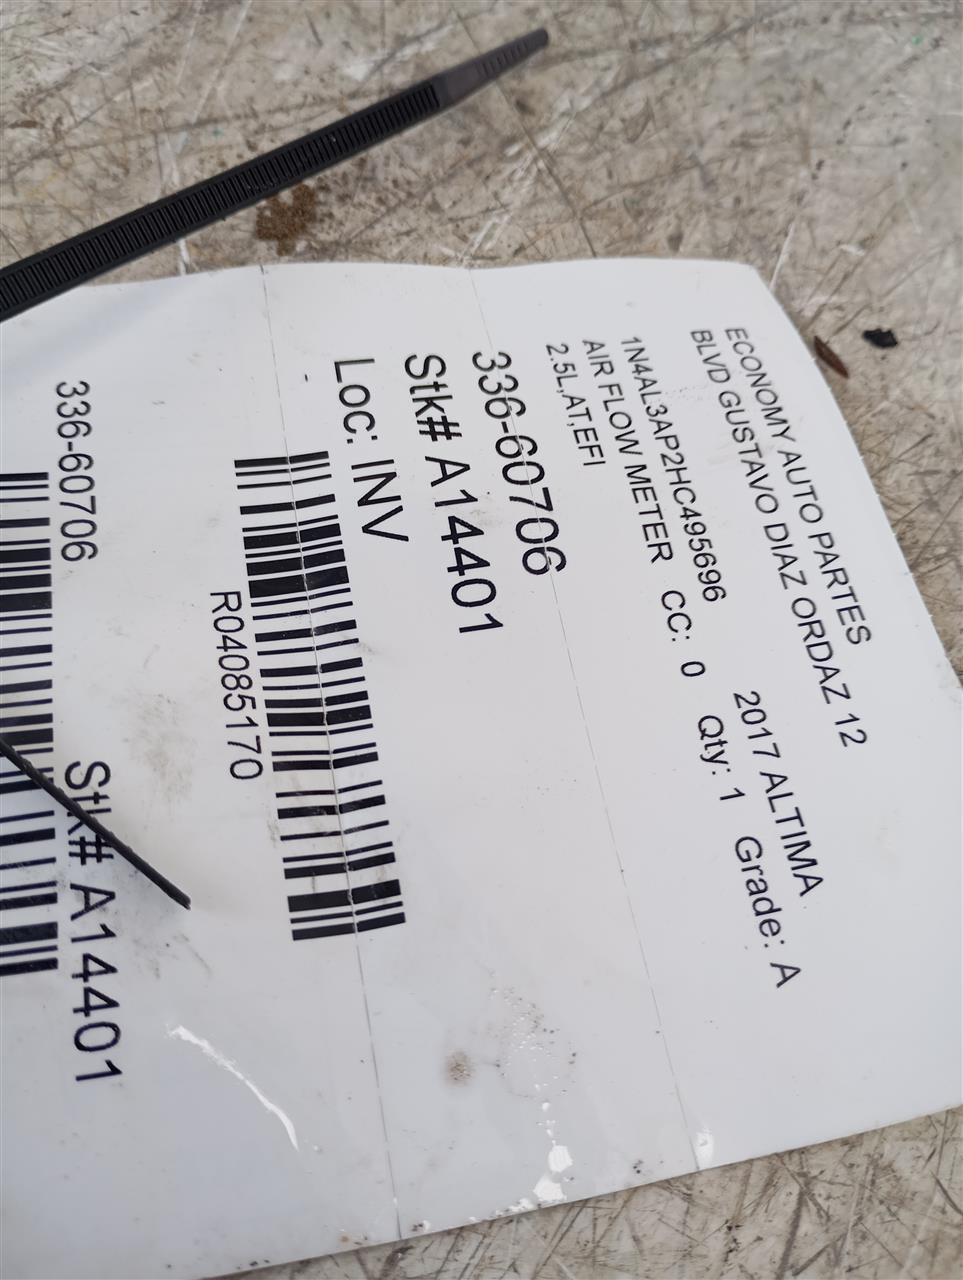 ECONOMY AUTO PARTES
BLVD GUSTAVO DIAZ ORDAZ 12
1N4AL3AP2HC495696 2017 ALTIMA
AIR FLOW METER CC: 0 Qty: 1 Grade: A
2.5L,AT,EFI
336-60706
Stk# A14401
Loc: INV
R04085170
336-60706 Stk# A14401